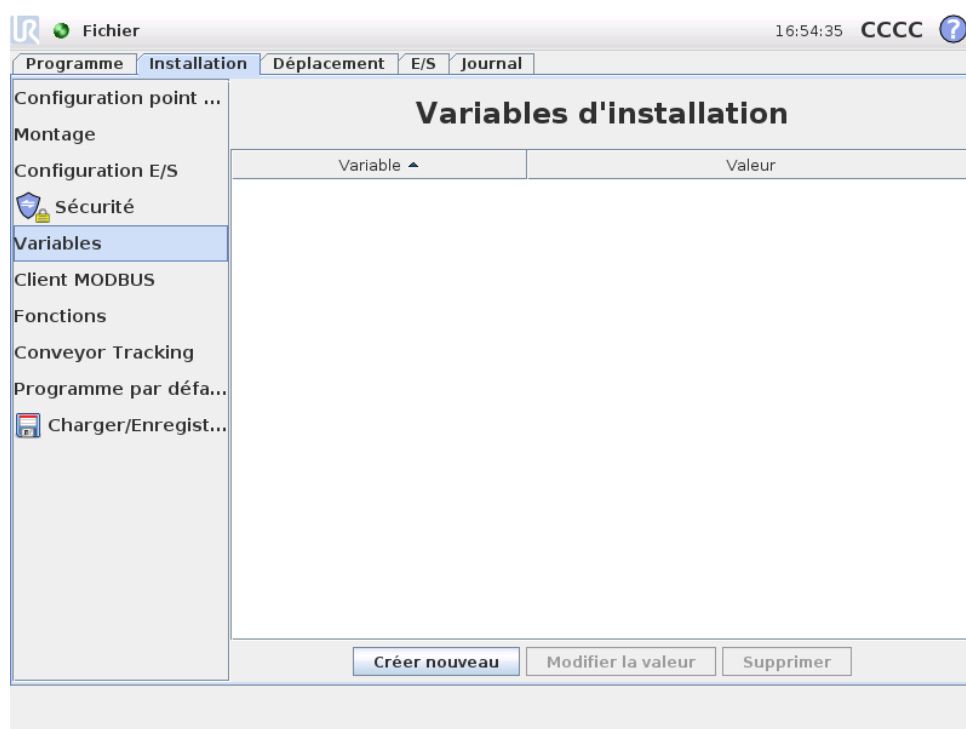 UR Fichier 16:54:35 CCCC ?
Programme Installation Déplacement E/S Journal
Configuration point ...
Montage
Configuration E/S
Sécurité
Variables
Client MODBUS
Fonctions
Conveyor Tracking
Programme par défa...
Charger/Enregist...
Variables d'installation
Variable Valeur
Créer nouveau Modifier la valeur Supprimer